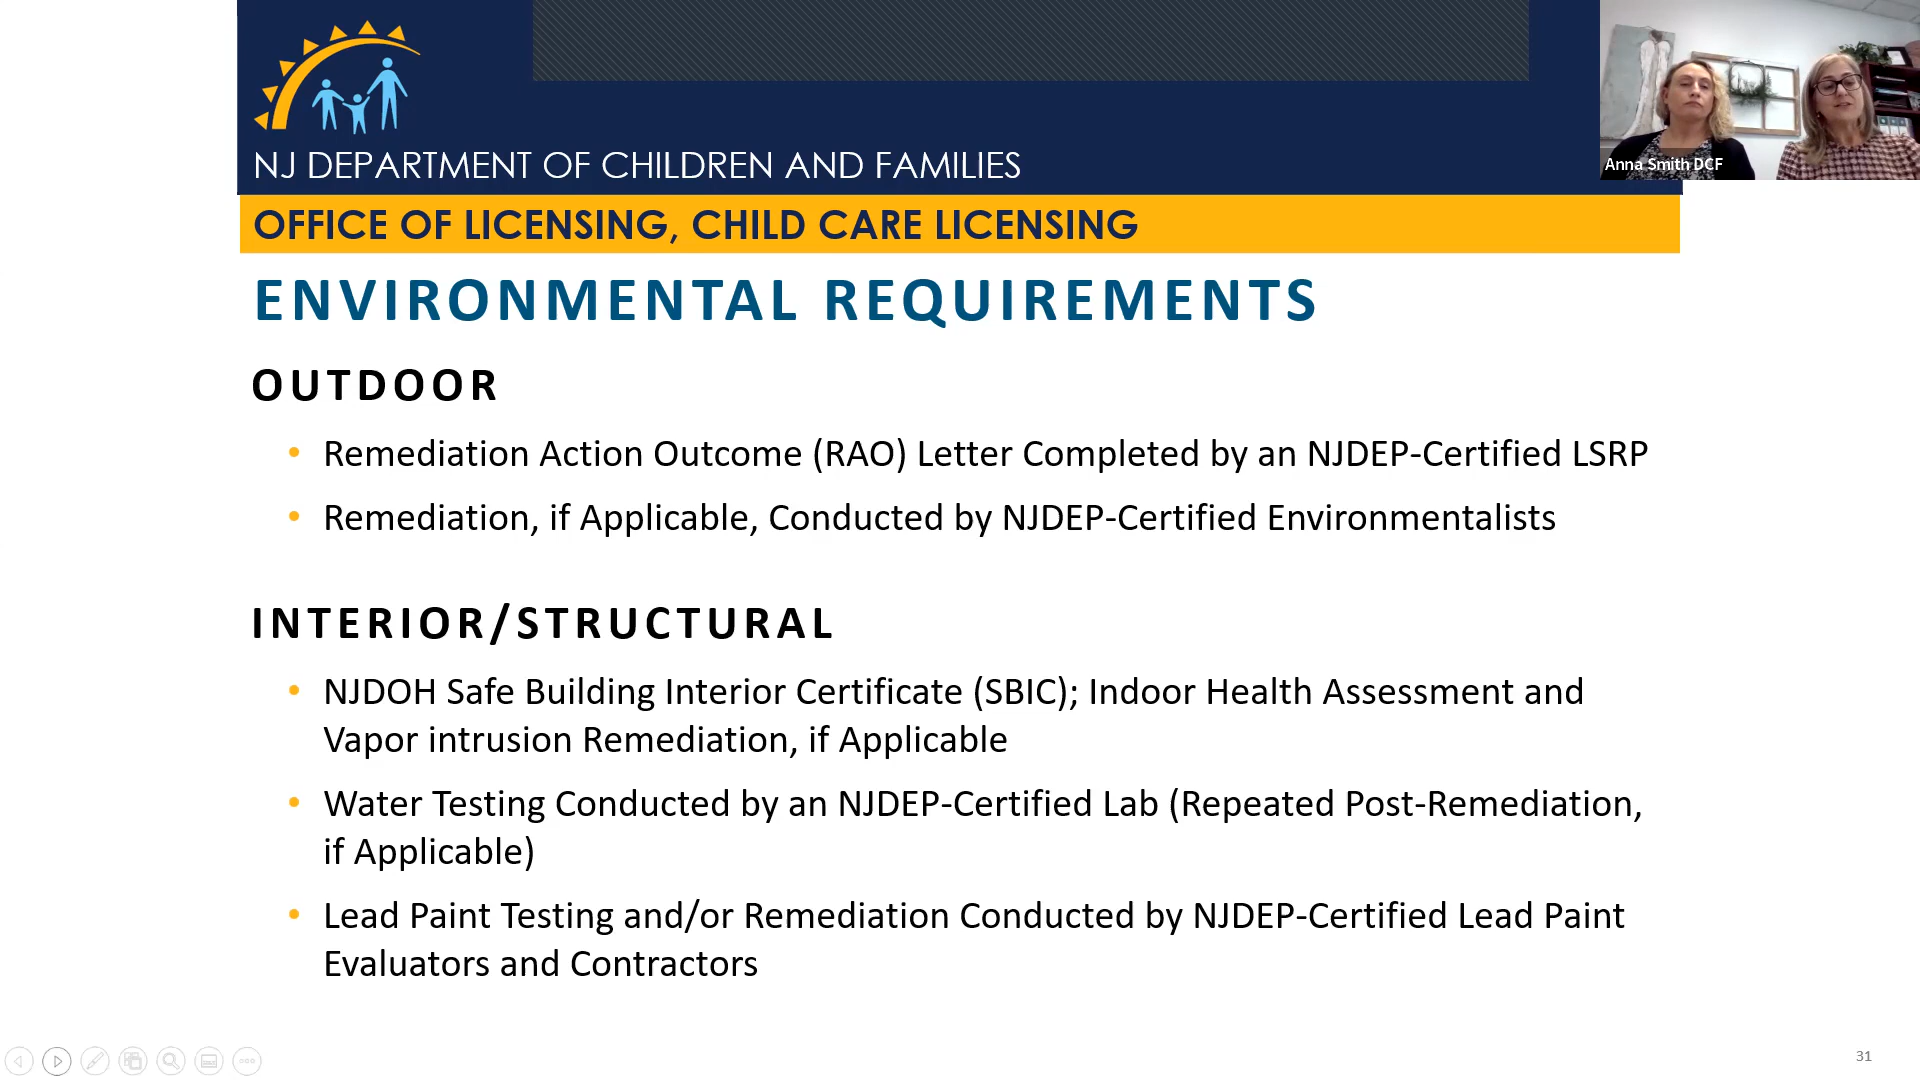 NJ DEPARTMENT OF CHILDREN AND FAMILIES
Anna Smith DCF
OFFICE OF LICENSING, CHILD CARE LICENSING
ENVIRONMENTAL REQUIREMENTS
OUTDOOR
• Remediation Action Outcome (RAO) Letter Completed by an NJDEP-Certified LSRP
• Remediation, if Applicable, Conducted by NJDEP-Certified Environmentalists
INTERIOR/STRUCTURAL
• NJDOH Safe Building Interior Certificate (SBIC); Indoor Health Assessment and
Vapor intrusion Remediation, if Applicable
• Water Testing Conducted by an NJDEP-Certified Lab (Repeated Post-Remediation,
if Applicable)
• Lead Paint Testing and/or Remediation Conducted by NJDEP-Certified Lead Paint
Evaluators and Contractors
31